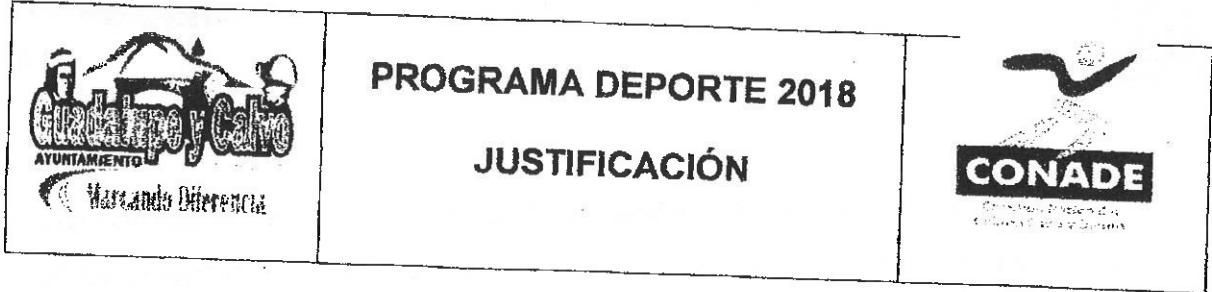 Guadalupe y Calvo
AYUNTAMIENTO
Marcando Diferencia
PROGRAMA DEPORTE 2018
JUSTIFICACIÓN
CONADE